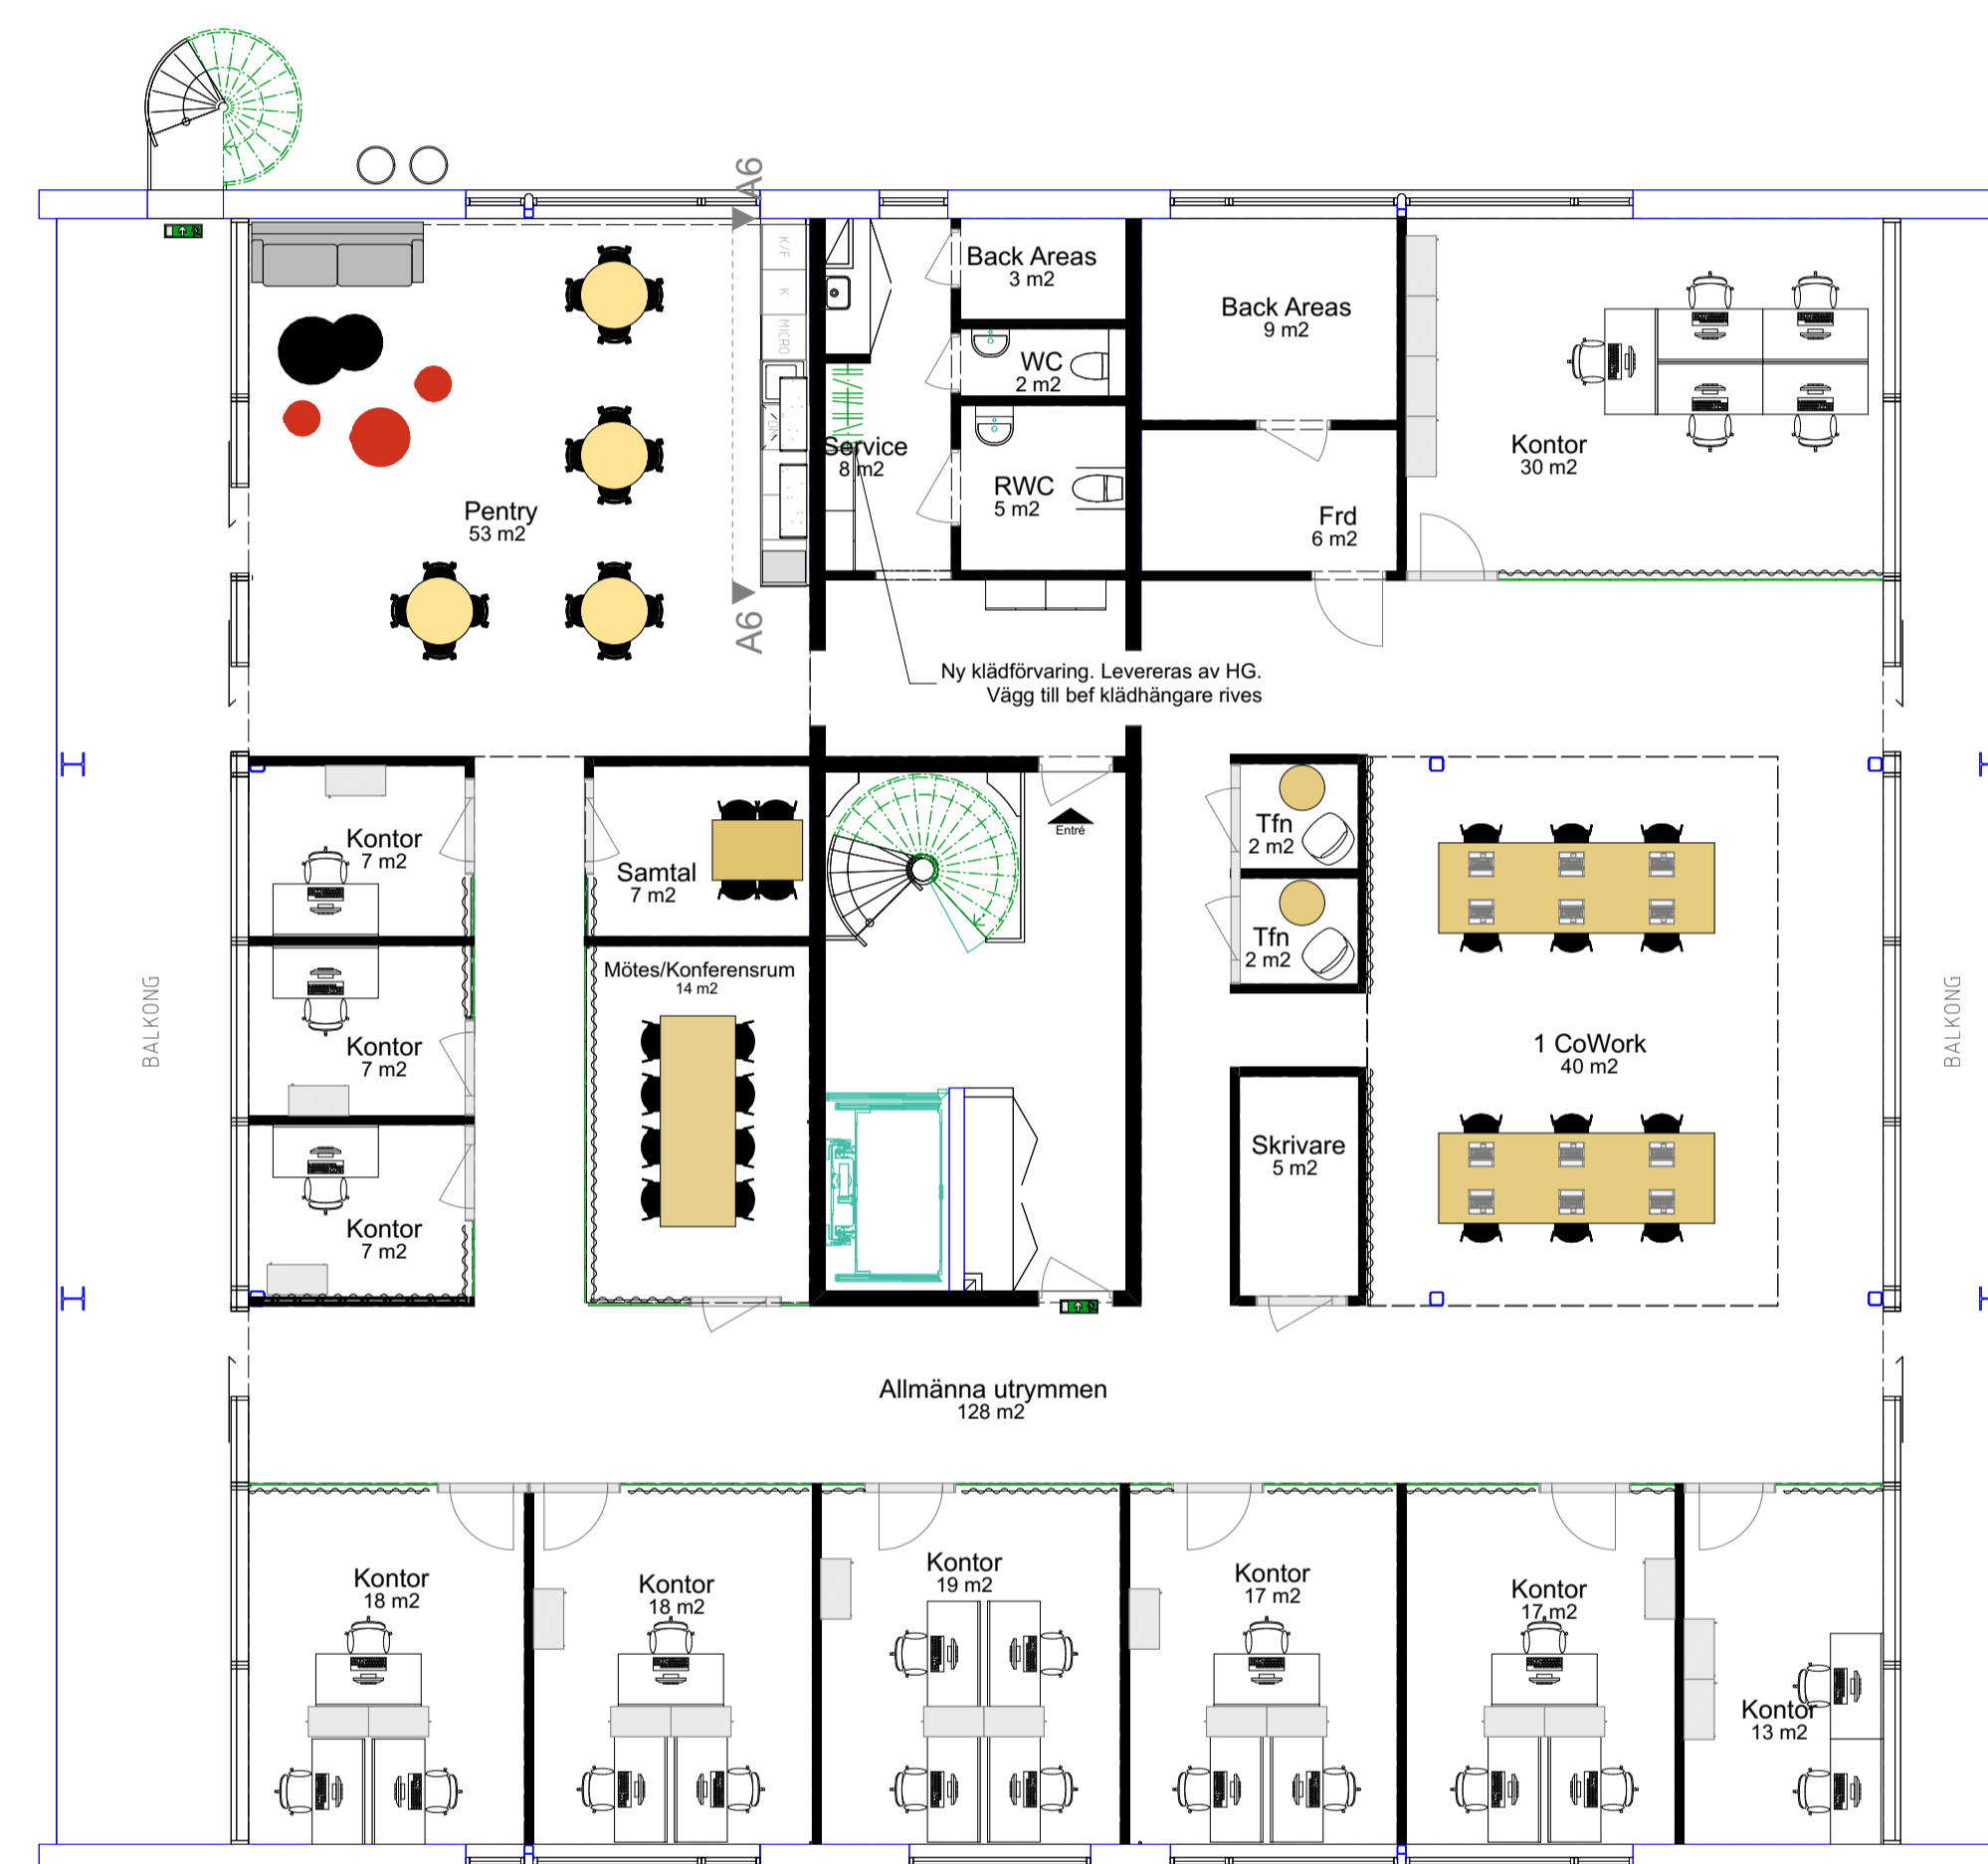 A6
K/F
K
MICRO
DM
A6
Back Areas
3 m2
WC
2 m2
Service
8 m2
RWC
5 m2
Back Areas
9 m2
Frd
6 m2
Kontor
30 m2
Pentry
53 m2
Ny klädförvaring. Levereras av HG.
Vägg till bef klädhängare rives
Kontor
7 m2
Samtal
7 m2
Entré
Tfn
2 m2
Tfn
2 m2
Mötes/Konferensrum
14 m2
BALKONG
Kontor
7 m2
1 CoWork
40 m2
BALKONG
Skrivare
5 m2
Kontor
7 m2
Allmänna utrymmen
128 m2
Kontor
18 m2
Kontor
18 m2
Kontor
19 m2
Kontor
17 m2
Kontor
17 m2
Kontor
13 m2